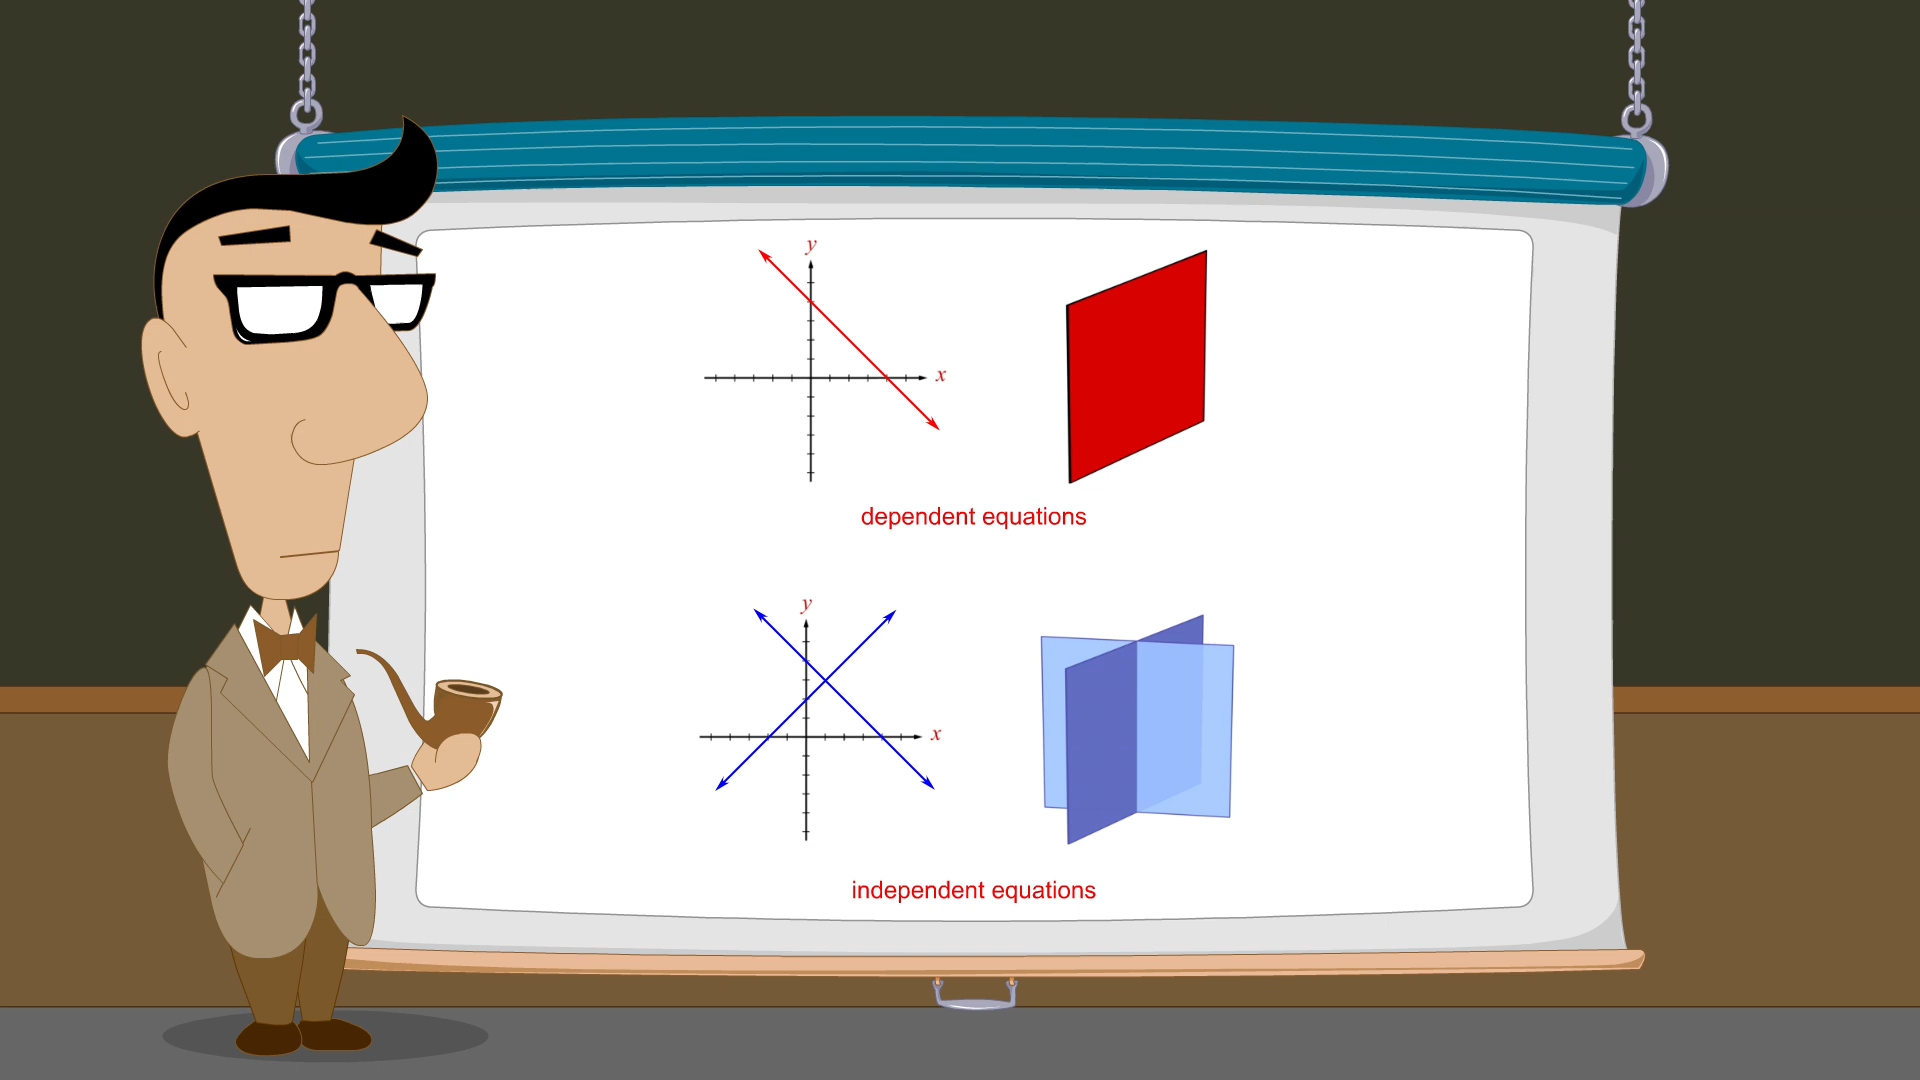 y
x
dependent equations
y
x
independent equations